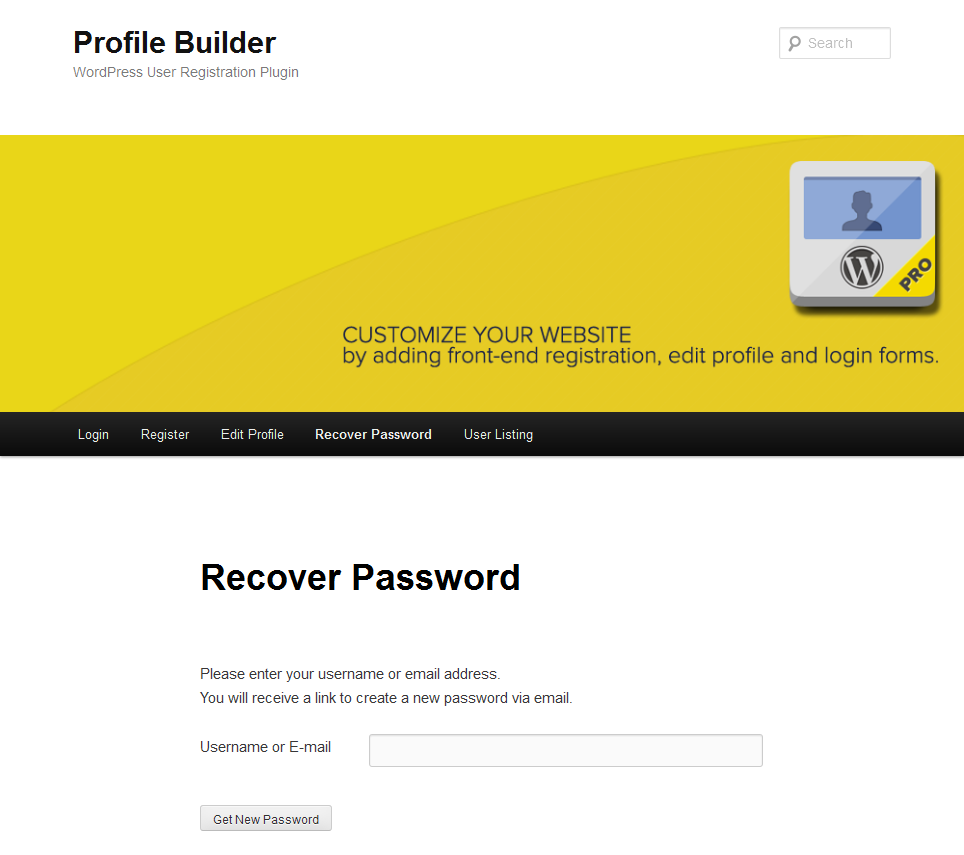 Profile Builder
Search
WordPress User Registration Plugin
PRO
CUSTOMIZE YOUR WEBSITE
by adding front-end registration, edit profile and login forms.
Login Register Edit Profile Recover Password User Listing
Recover Password
Please enter your username or email address.
You will receive a link to create a new password via email.
Username or E-mail
Get New Password